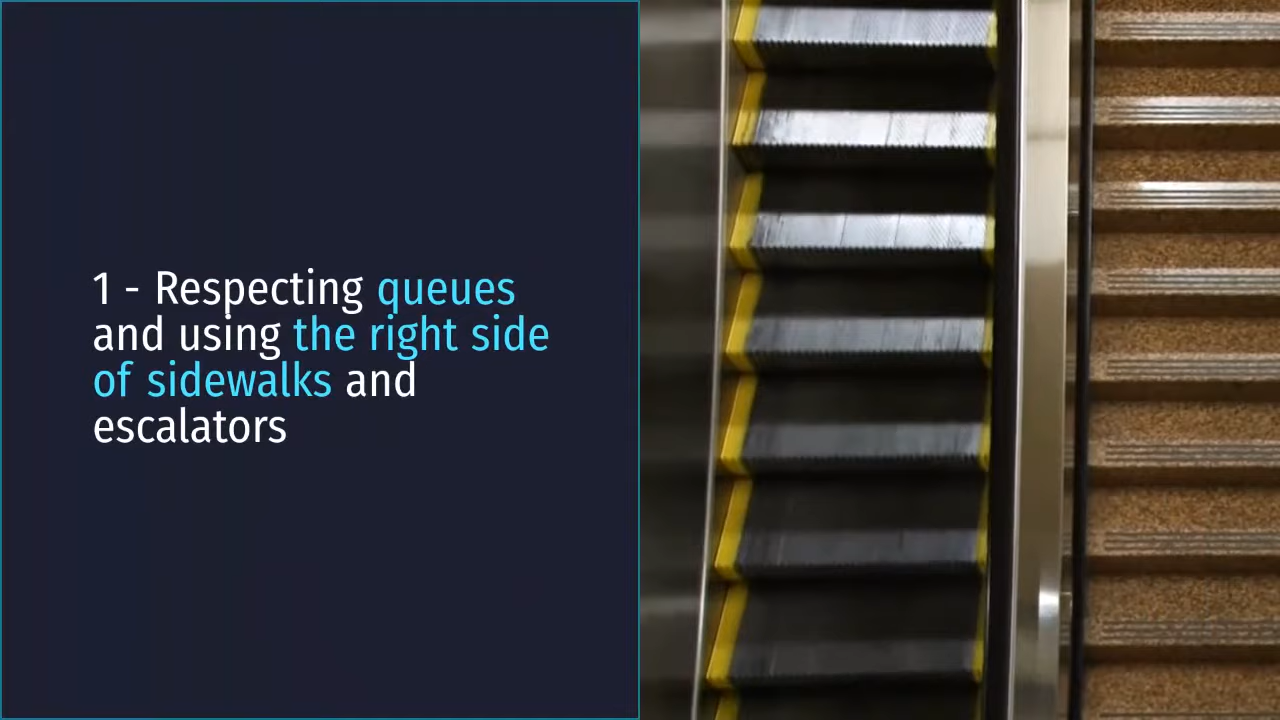 1 - Respecting queues
and using the right side
of sidewalks and
escalators